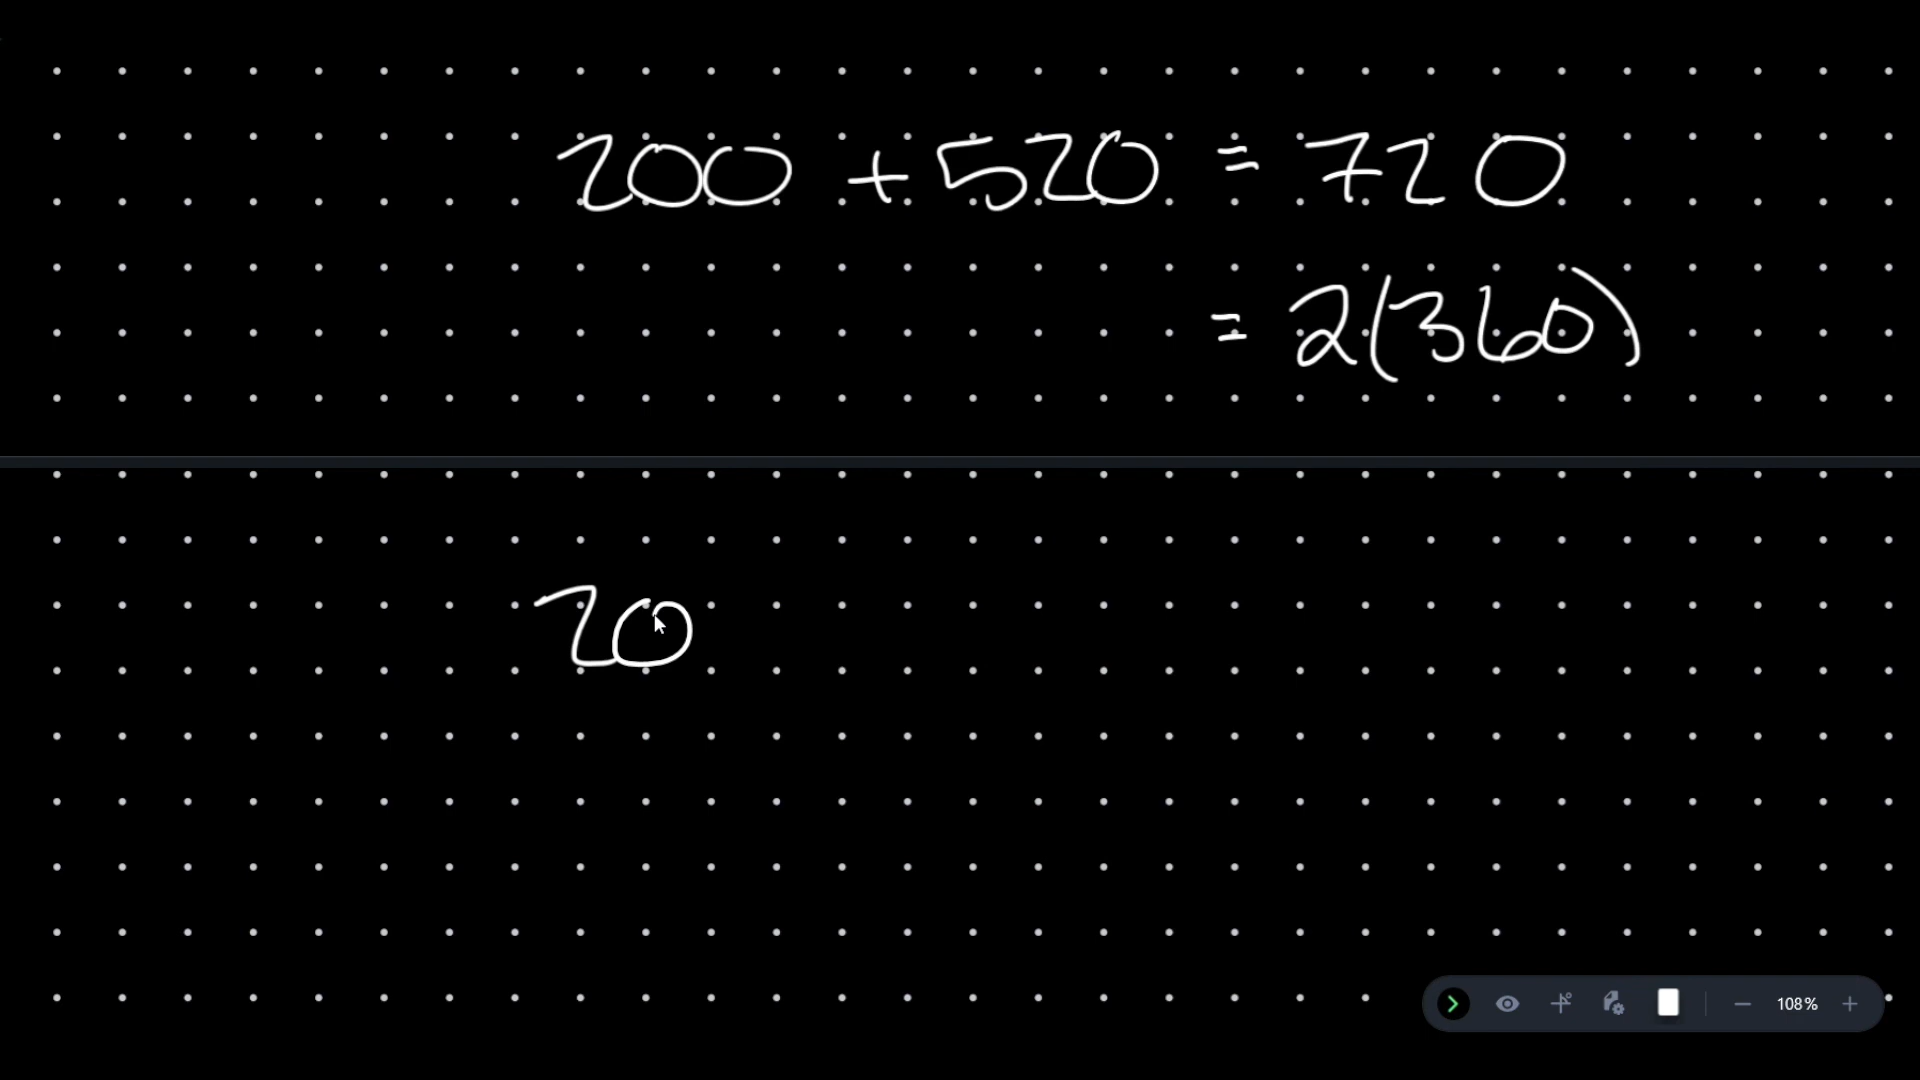 200 + 520 = 720
= 2(360)
20
108%